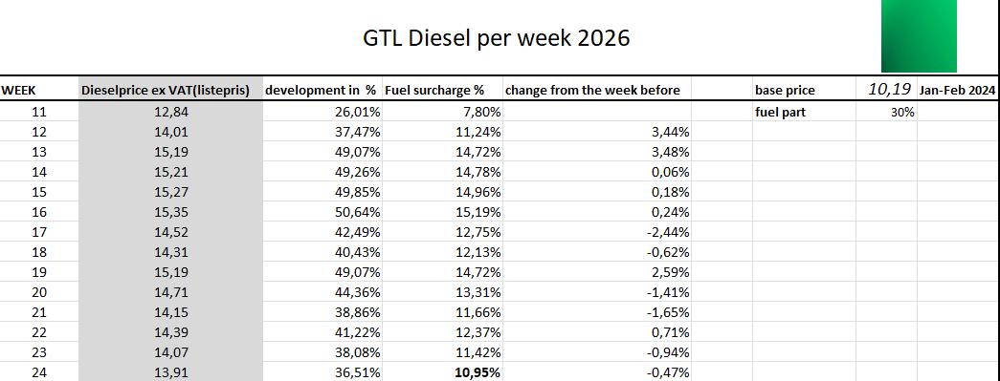 GTL Diesel per week 2026
WEEK Dieselprice ex VAT(listepris) development in % Fuel surcharge % change from the week before base price 10,19 Jan-Feb 2024
11 12,84 26,01% 7,80% fuel part 30%
12 14,01 37,47% 11,24% 3,44%
13 15,19 49,07% 14,72% 3,48%
14 15,21 49,26% 14,78% 0,06%
15 15,27 49,85% 14,96% 0,18%
16 15,35 50,64% 15,19% 0,24%
17 14,52 42,49% 12,75% -2,44%
18 14,31 40,43% 12,13% -0,62%
19 15,19 49,07% 14,72% 2,59%
20 14,71 44,36% 13,31% -1,41%
21 14,15 38,86% 11,66% -1,65%
22 14,39 41,22% 12,37% 0,71%
23 14,07 38,08% 11,42% -0,94%
24 13,91 36,51% 10,95% -0,47%